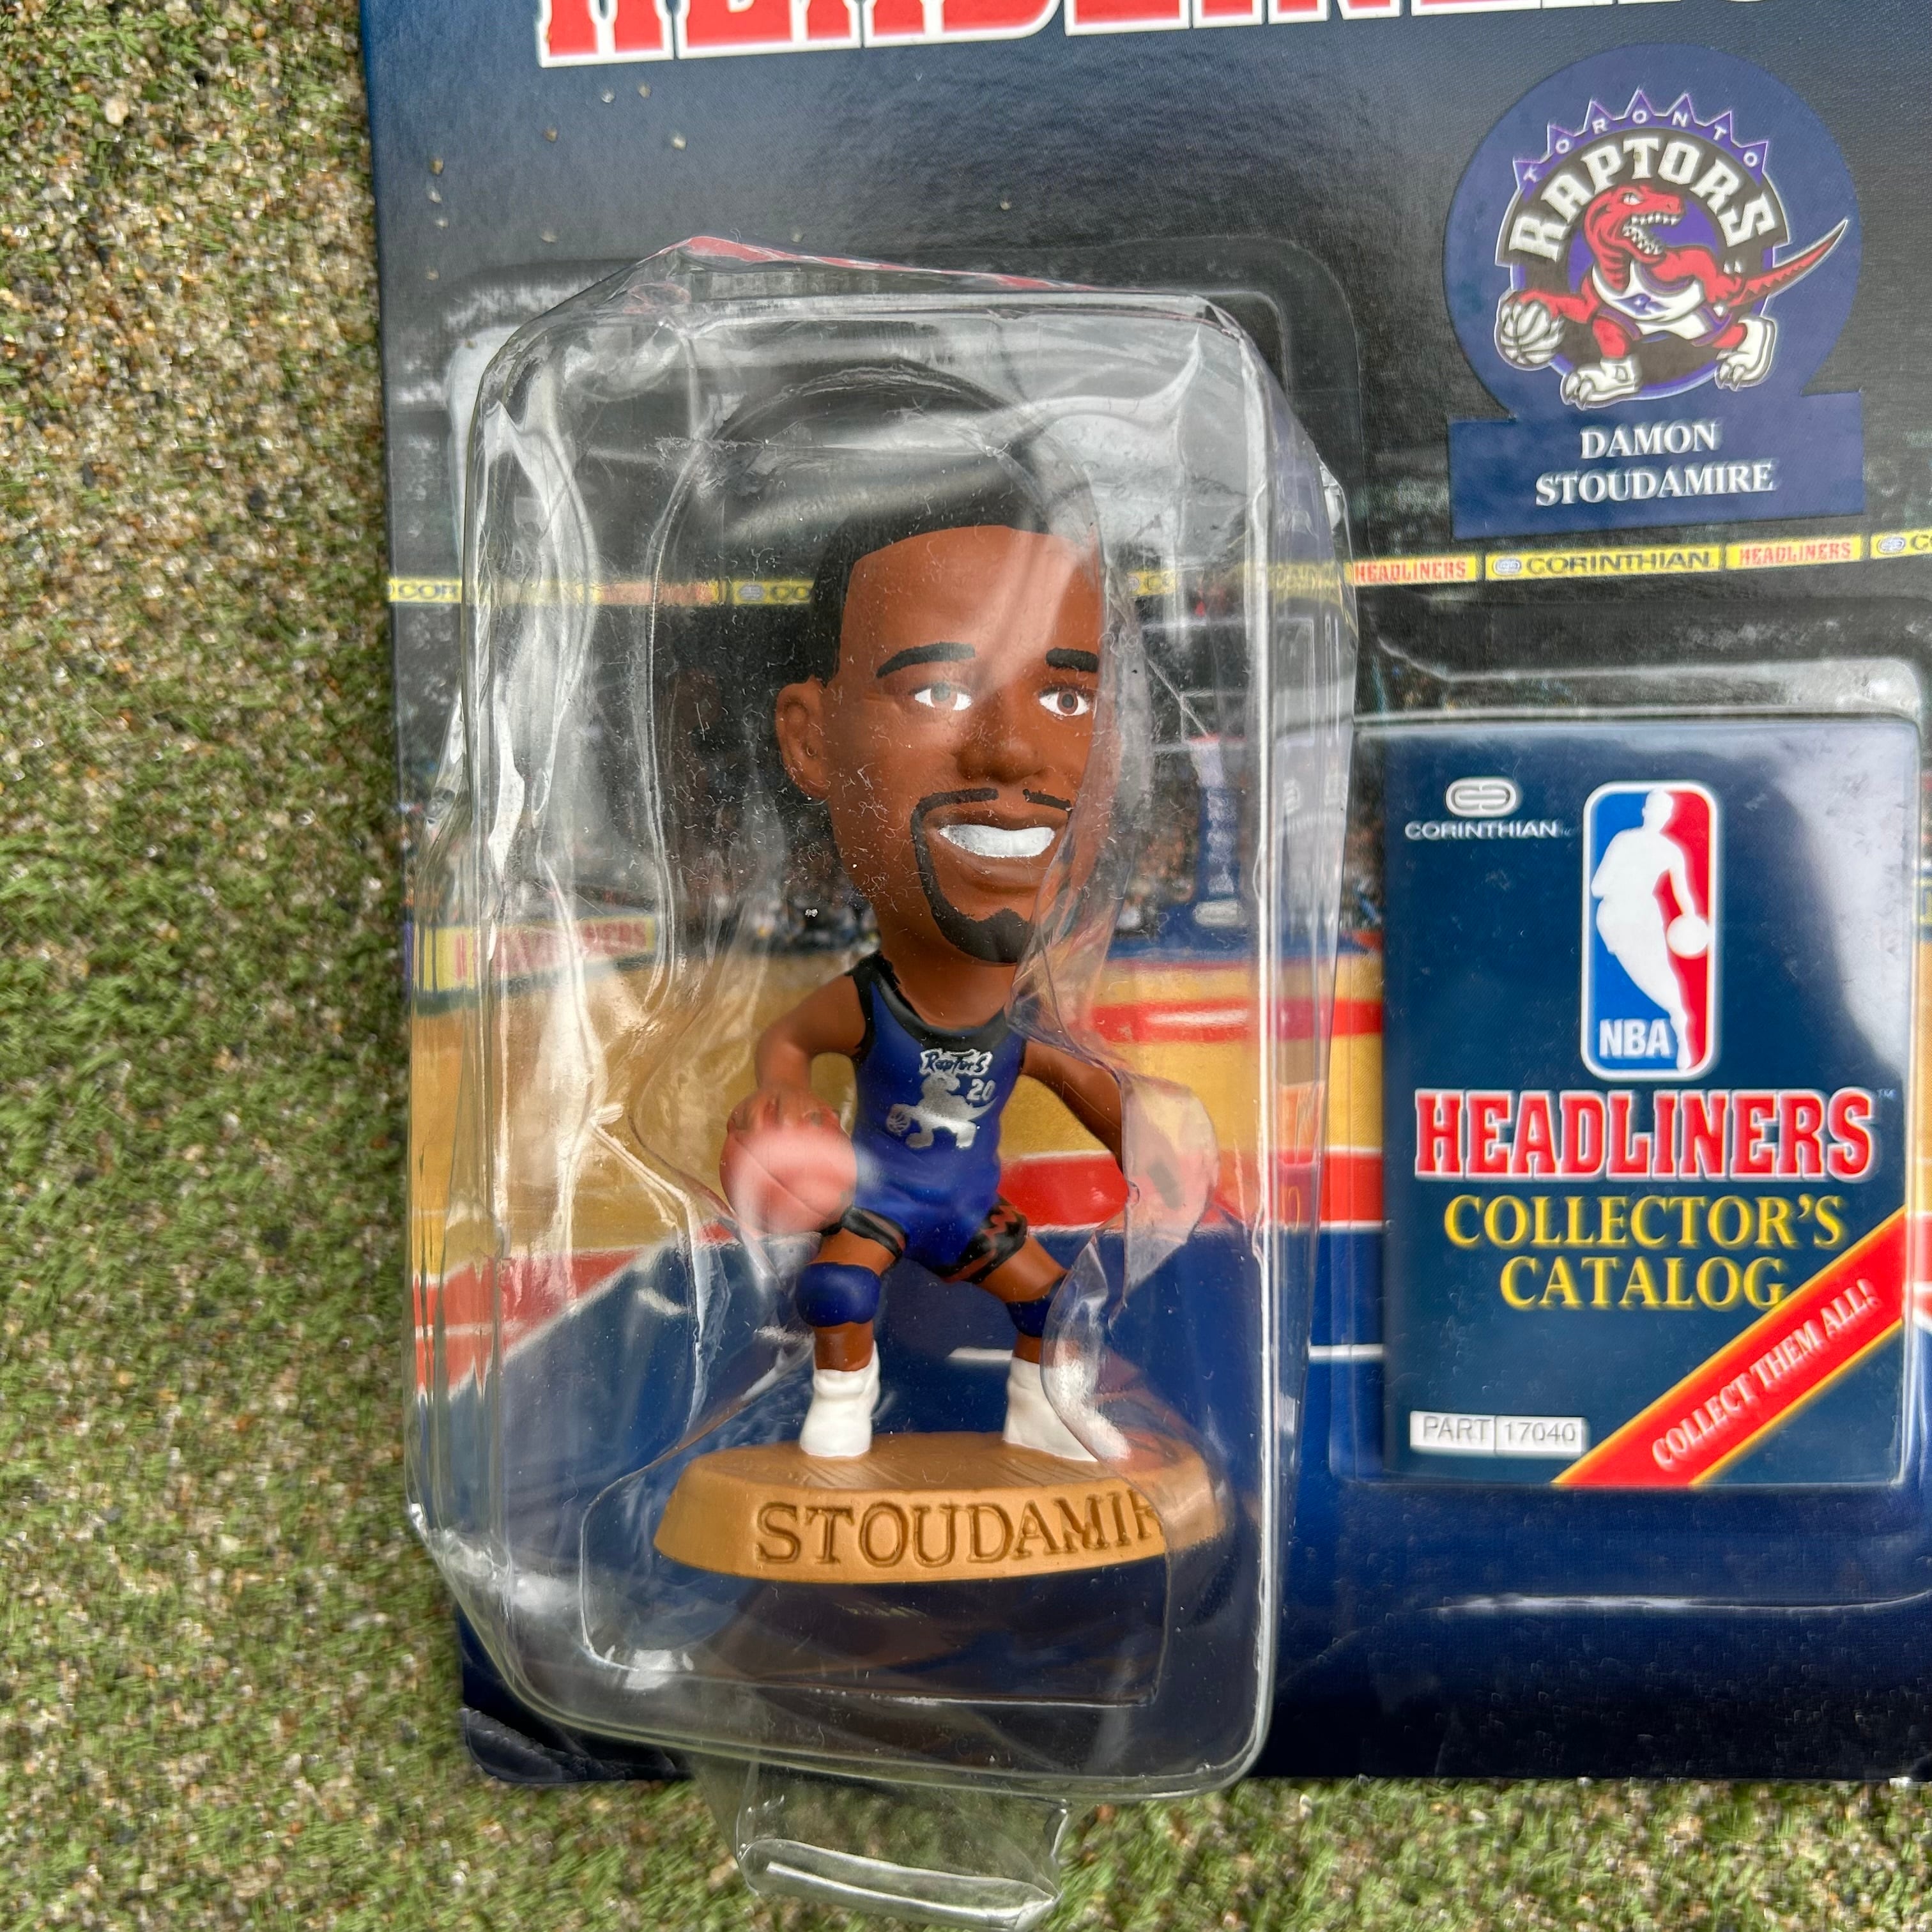 HEADLINERS
TORONTO
RAPTORS
DAMON
STOUDAMIRE
HEADLINERS CORINTHIAN HEADLINERS
CORINTHIAN
NBA
HEADLINERS™
COLLECTOR'S
CATALOG
COLLECT THEM ALL!
PART 17040
RAPTORS
20
STOUDAMIR